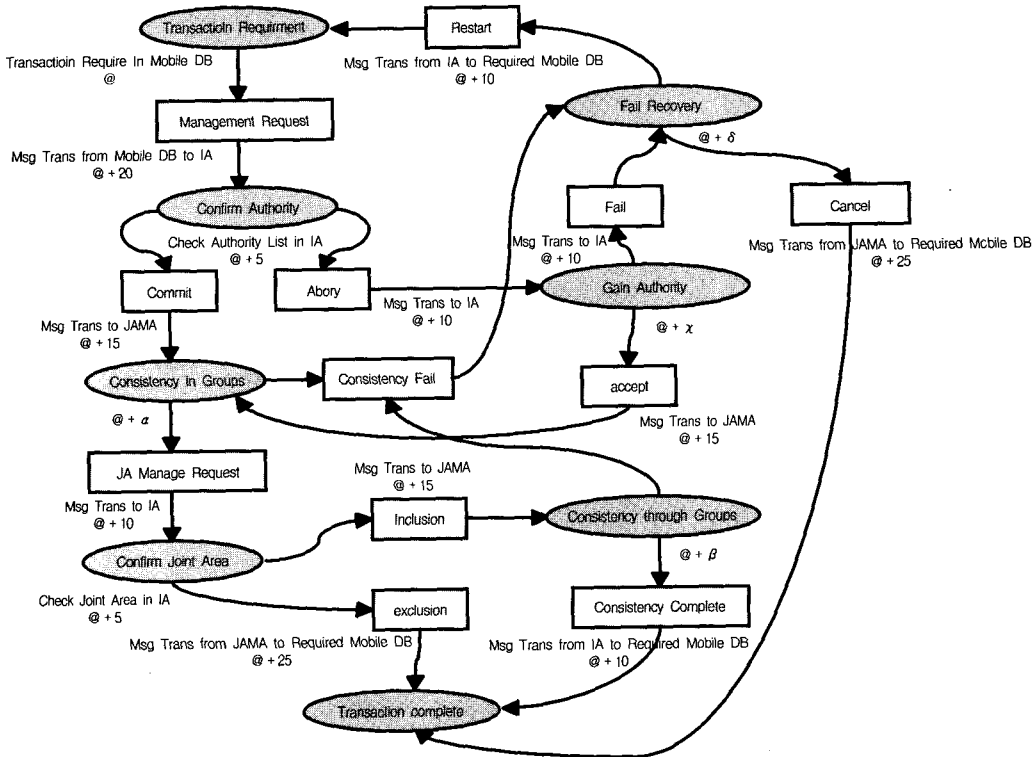 Transactioin Requirment
Restart
Transactioin Require In Mobile DB
@
Msg Trans from IA to Required Mobile DB
@ + 10
Fail Recovery
Management Request
@ + δ
Msg Trans from Mobile DB to IA
@ + 20
Confirm Authority
Fail
Cancel
Check Authority List in IA
@ + 5
Msg Trans to IA
@ + 10
Msg Trans from JAMA to Required Mobile DB
@ + 25
Commit
Abory
Gain Authority
Msg Trans to IA
@ + 10
Msg Trans to JAMA
@ + 15
@ + χ
Consistency In Groups
Consistency Fail
accept
@ + α
Msg Trans to JAMA
@ + 15
JA Manage Request
Msg Trans to JAMA
@ + 15
Msg Trans to IA
@ + 10
Inclusion
Consistency through Groups
Confirm Joint Area
@ + β
Check Joint Area in IA
@ + 5
exclusion
Consistency Complete
Msg Trans from JAMA to Required Mobile DB
@ + 25
Msg Trans from IA to Required Mobile DB
@ + 10
Transaction complete